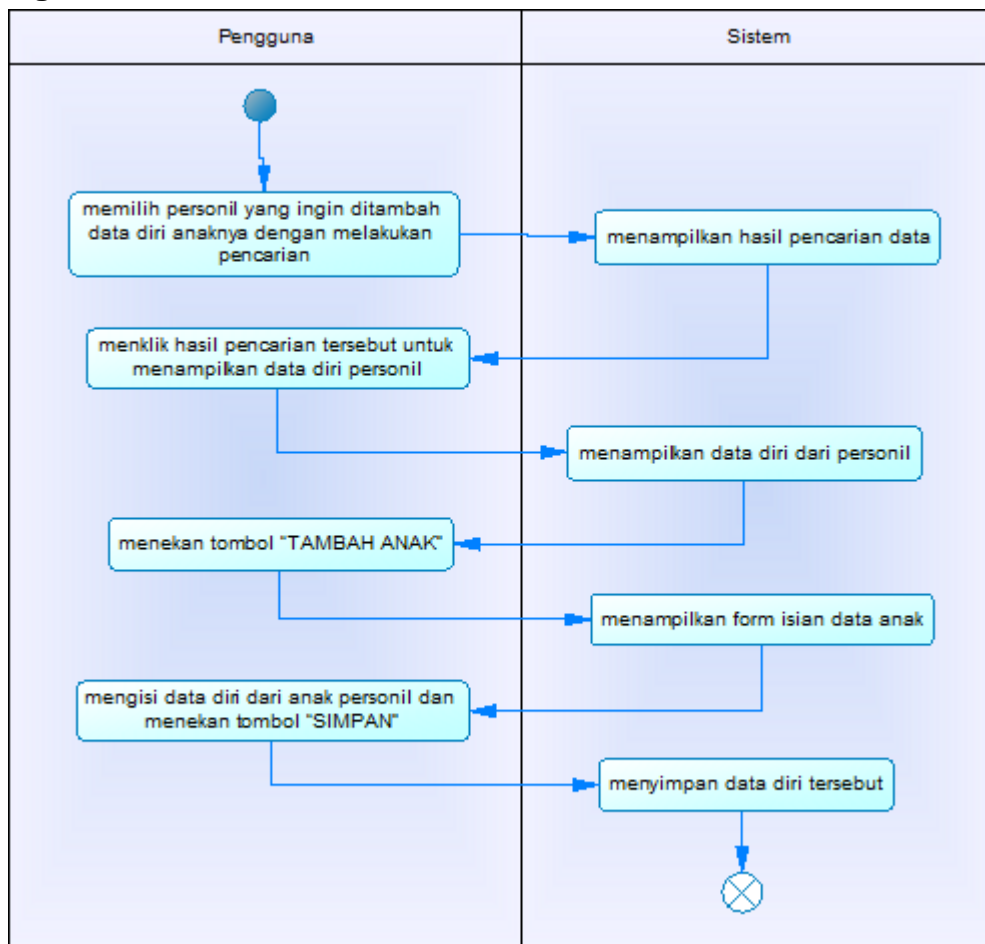 Pengguna
Sistem
memilih personil yang ingin ditambah
data diri anaknya dengan melakukan
pencarian
menampilkan hasil pencarian data
menklik hasil pencarian tersebut untuk
menampilkan data diri personil
menampilkan data diri dari personil
menekan tombol "TAMBAH ANAK"
menampilkan form isian data anak
mengisi data diri dari anak personil dan
menekan tombol "SIMPAN"
menyimpan data diri tersebut